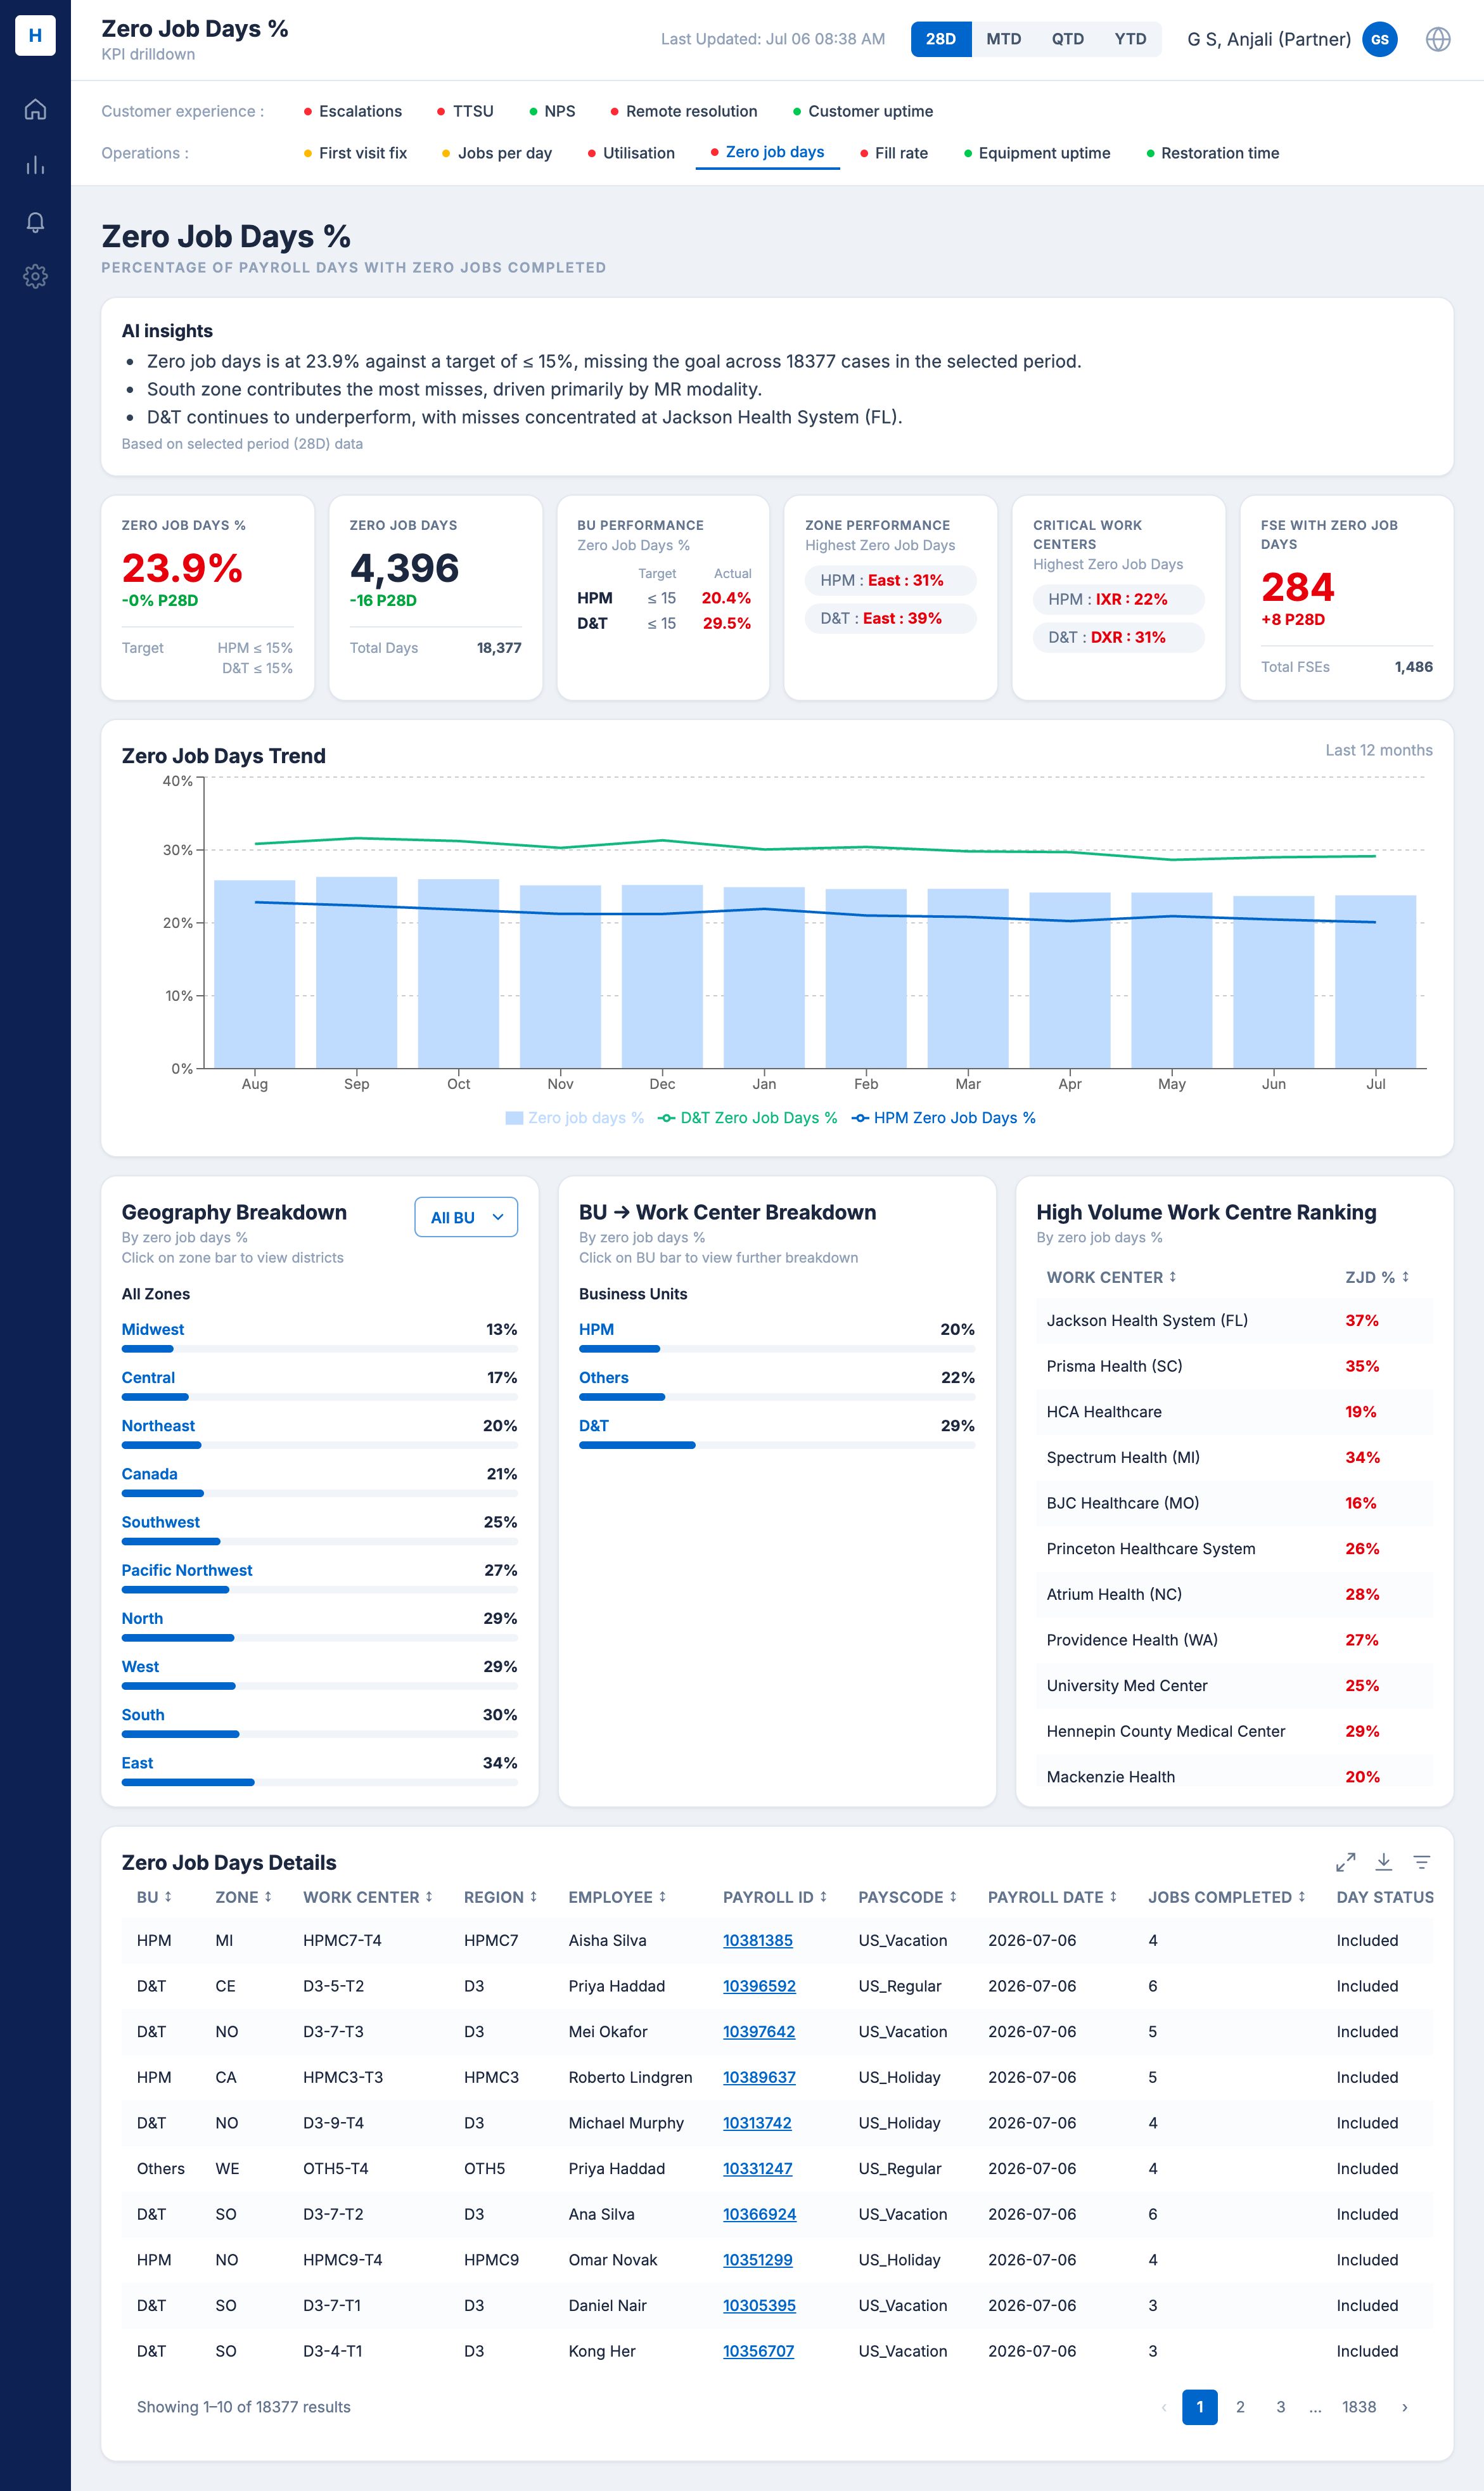 H
Zero Job Days %
KPI drilldown
Last Updated: Jul 06 08:38 AM
28D MTD QTD YTD
G S, Anjali (Partner) GS
Customer experience : Escalations TTSU NPS Remote resolution Customer uptime
Operations : First visit fix Jobs per day Utilisation Zero job days Fill rate Equipment uptime Restoration time
Zero Job Days %
PERCENTAGE OF PAYROLL DAYS WITH ZERO JOBS COMPLETED
AI insights
• Zero job days is at 23.9% against a target of ≤ 15%, missing the goal across 18377 cases in the selected period.
• South zone contributes the most misses, driven primarily by MR modality.
• D&T continues to underperform, with misses concentrated at Jackson Health System (FL).
Based on selected period (28D) data
ZERO JOB DAYS %
23.9%
-0% P28D
Target HPM ≤ 15%
D&T ≤ 15%
ZERO JOB DAYS
4,396
-16 P28D
Total Days 18,377
BU PERFORMANCE
Zero Job Days %
Target Actual
HPM ≤ 15 20.4%
D&T ≤ 15 29.5%
ZONE PERFORMANCE
Highest Zero Job Days
HPM : East : 31%
D&T : East : 39%
CRITICAL WORK
CENTERS
Highest Zero Job Days
HPM : IXR : 22%
D&T : DXR : 31%
FSE WITH ZERO JOB
DAYS
284
+8 P28D
Total FSEs 1,486
Zero Job Days Trend
Last 12 months
40%
30%
20%
10%
0%
Aug Sep Oct Nov Dec Jan Feb Mar Apr May Jun Jul
Zero job days % D&T Zero Job Days % HPM Zero Job Days %
Geography Breakdown
All BU
By zero job days %
Click on zone bar to view districts
All Zones
Midwest 13%
Central 17%
Northeast 20%
Canada 21%
Southwest 25%
Pacific Northwest 27%
North 29%
West 29%
South 30%
East 34%
BU → Work Center Breakdown
By zero job days %
Click on BU bar to view further breakdown
Business Units
HPM 20%
Others 22%
D&T 29%
High Volume Work Centre Ranking
By zero job days %
WORK CENTER ↕ ZJD % ↕
Jackson Health System (FL) 37%
Prisma Health (SC) 35%
HCA Healthcare 19%
Spectrum Health (MI) 34%
BJC Healthcare (MO) 16%
Princeton Healthcare System 26%
Atrium Health (NC) 28%
Providence Health (WA) 27%
University Med Center 25%
Hennepin County Medical Center 29%
Mackenzie Health 20%
Zero Job Days Details
BU ↕ ZONE ↕ WORK CENTER ↕ REGION ↕ EMPLOYEE ↕ PAYROLL ID ↕ PAYSCODE ↕ PAYROLL DATE ↕ JOBS COMPLETED ↕ DAY STATUS
HPM MI HPMC7-T4 HPMC7 Aisha Silva 10381385 US_Vacation 2026-07-06 4 Included
D&T CE D3-5-T2 D3 Priya Haddad 10396592 US_Regular 2026-07-06 6 Included
D&T NO D3-7-T3 D3 Mei Okafor 10397642 US_Vacation 2026-07-06 5 Included
HPM CA HPMC3-T3 HPMC3 Roberto Lindgren 10389637 US_Holiday 2026-07-06 5 Included
D&T NO D3-9-T4 D3 Michael Murphy 10313742 US_Holiday 2026-07-06 4 Included
Others WE OTH5-T4 OTH5 Priya Haddad 10331247 US_Regular 2026-07-06 4 Included
D&T SO D3-7-T2 D3 Ana Silva 10366924 US_Vacation 2026-07-06 6 Included
HPM NO HPMC9-T4 HPMC9 Omar Novak 10351299 US_Holiday 2026-07-06 4 Included
D&T SO D3-7-T1 D3 Daniel Nair 10305395 US_Vacation 2026-07-06 3 Included
D&T SO D3-4-T1 D3 Kong Her 10356707 US_Vacation 2026-07-06 3 Included
Showing 1–10 of 18377 results
‹ 1 2 3 ... 1838 ›